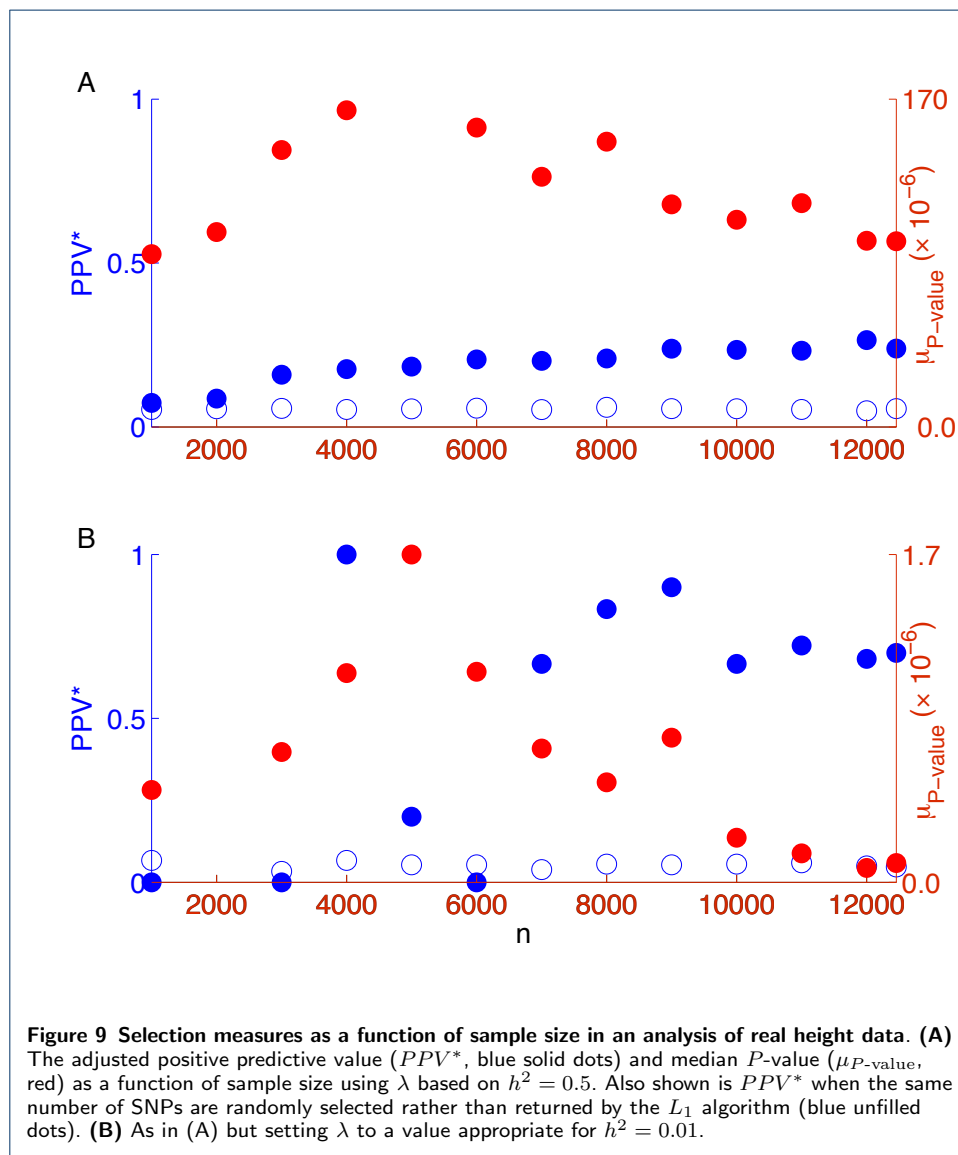 A
1
170
PPV*
0.5
μP-value (× 10⁻⁶)
0
0.0
2000 4000 6000 8000 10000 12000
B
1
1.7
PPV*
0.5
μP-value (× 10⁻⁶)
0
0.0
2000 4000 6000 8000 10000 12000
n
Figure 9 Selection measures as a function of sample size in an analysis of real height data. (A)
The adjusted positive predictive value (PPV*, blue solid dots) and median P-value (μP-value,
red) as a function of sample size using λ based on h² = 0.5. Also shown is PPV* when the same
number of SNPs are randomly selected rather than returned by the L₁ algorithm (blue unfilled
dots). (B) As in (A) but setting λ to a value appropriate for h² = 0.01.